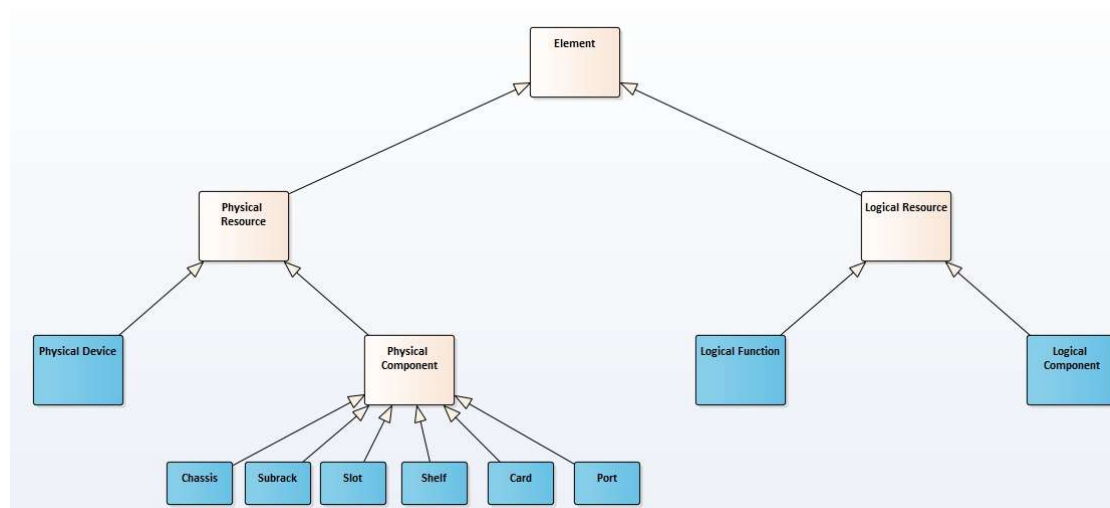 Element
Physical
Resource
Logical Resource
Physical Device
Physical
Component
Logical Function
Logical
Component
Chassis
Subrack
Slot
Shelf
Card
Port